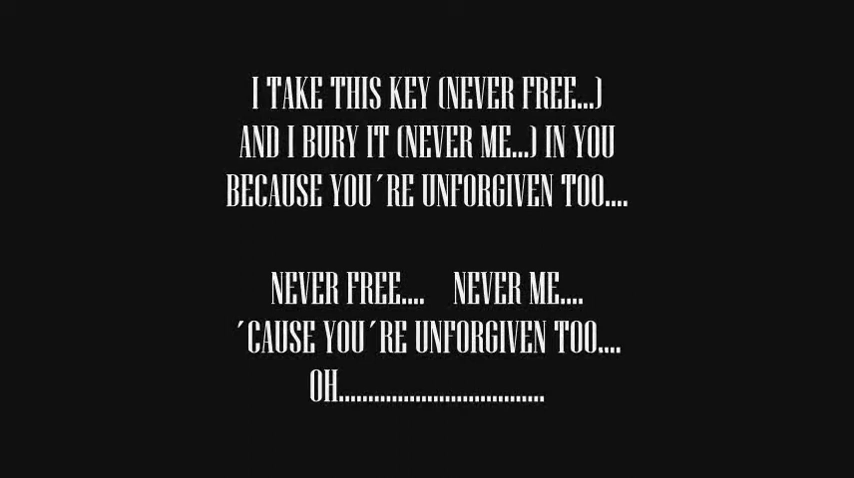 I TAKE THIS KEY (NEVER FREE...)
AND I BURY IT (NEVER ME...) IN YOU
BECAUSE YOU´RE UNFORGIVEN TOO....
NEVER FREE.... NEVER ME....
´CAUSE YOU´RE UNFORGIVEN TOO....
OH...................................